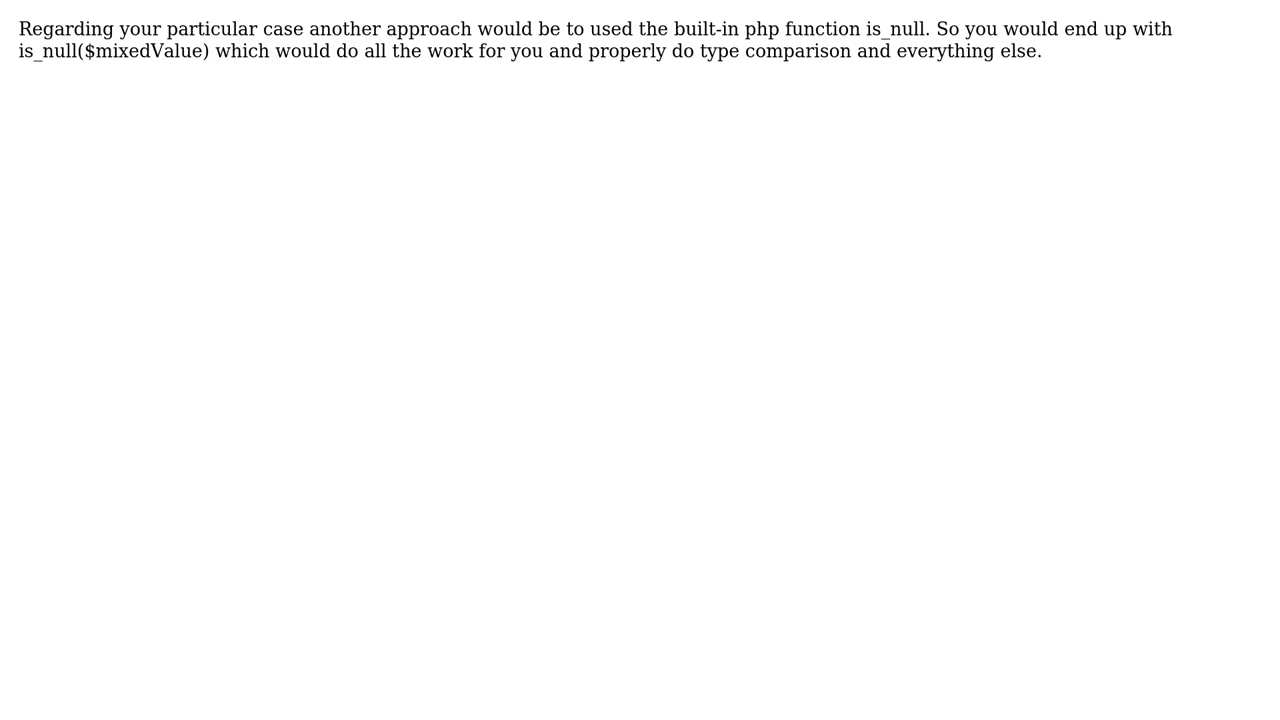 Regarding your particular case another approach would be to used the built-in php function is_null. So you would end up with
is_null($mixedValue) which would do all the work for you and properly do type comparison and everything else.